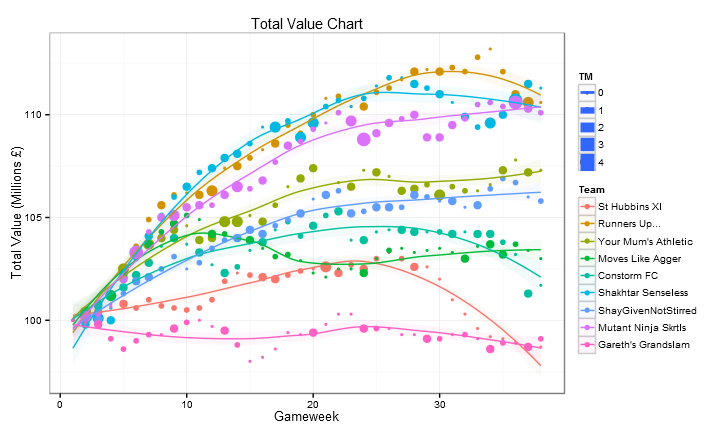 Total Value Chart
Total Value (Millions £)
110
105
100
0
10
20
30
Gameweek
TM
0
1
2
3
4
Team
St Hubbins XI
Runners Up...
Your Mum's Athletic
Moves Like Agger
Constorm FC
Shakhtar Senseless
ShayGivenNotStirred
Mutant Ninja Skrtls
Gareth's Grandslam